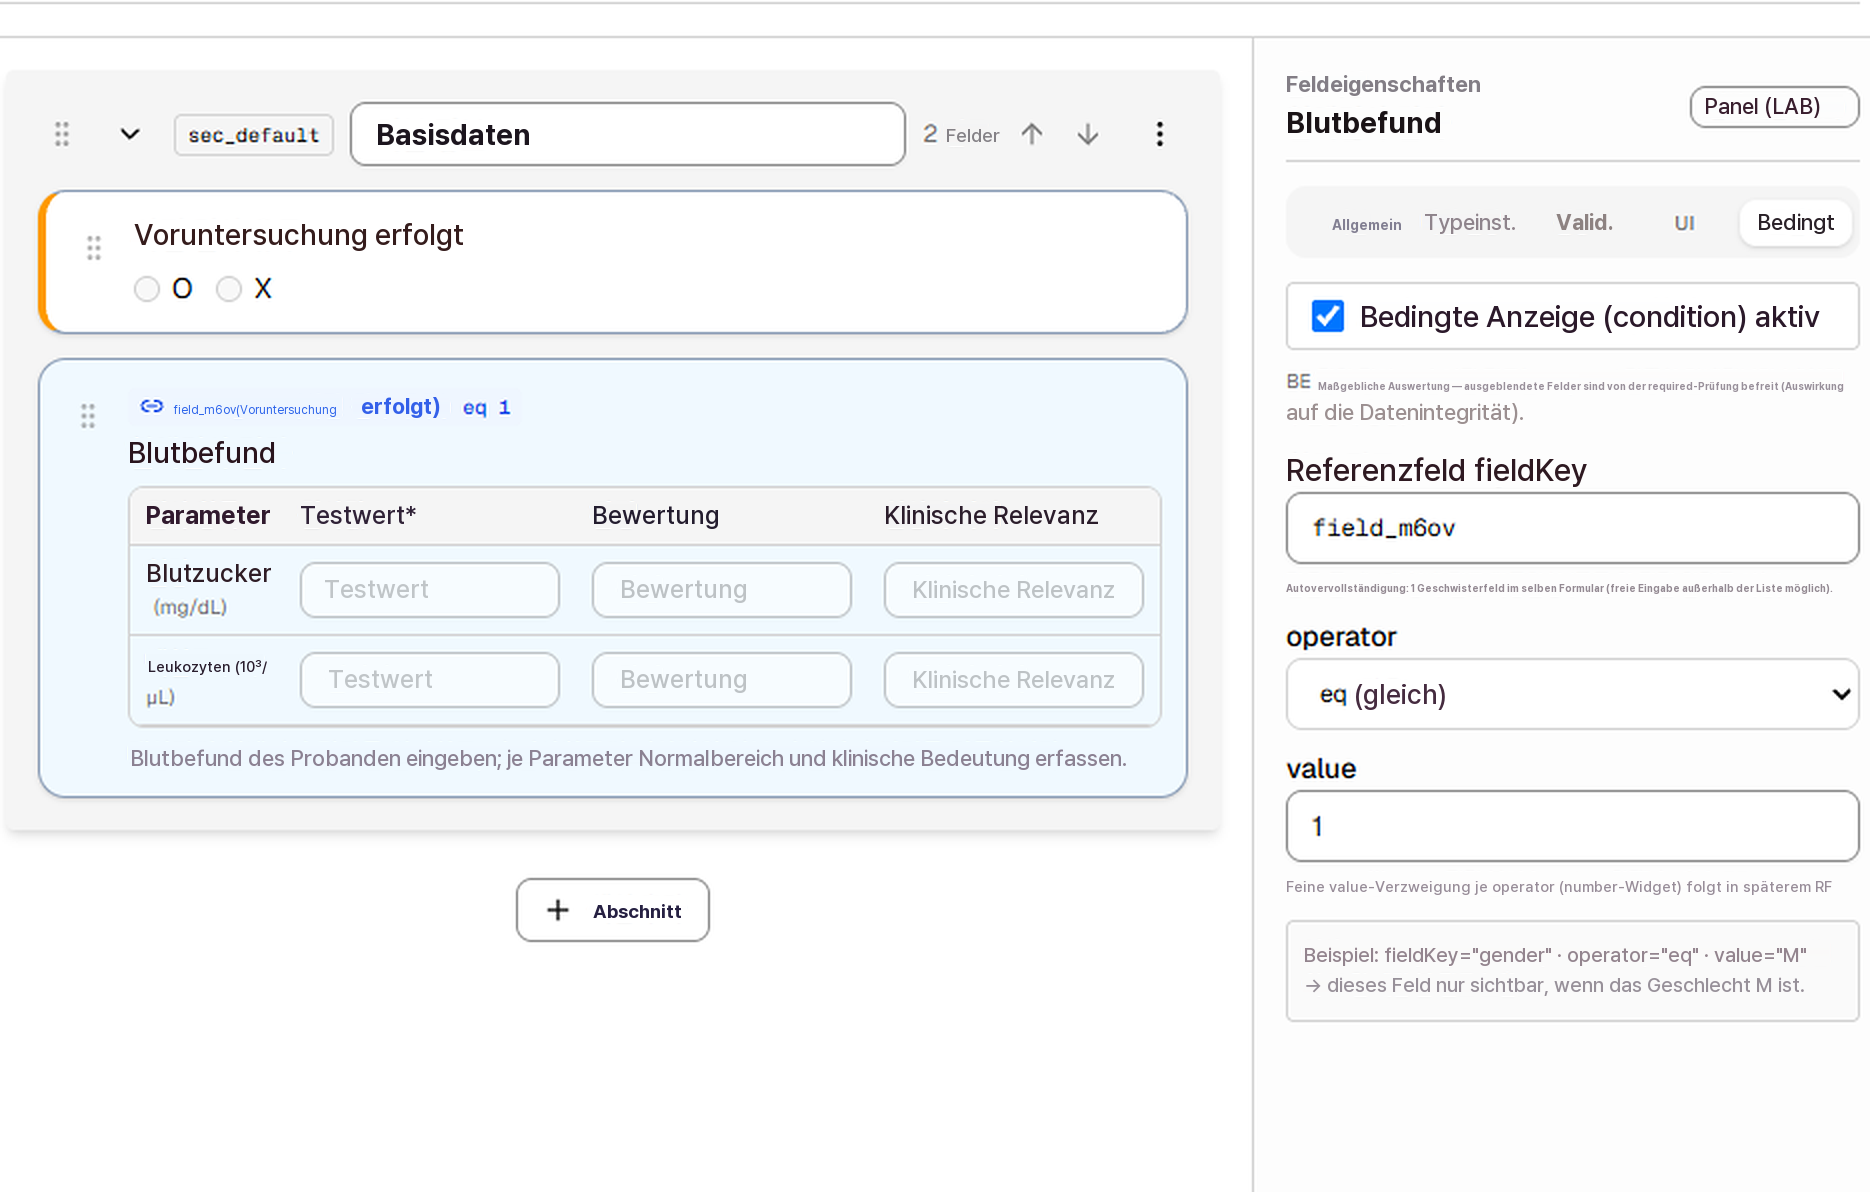 sec_default
Basisdaten
2 Felder
Voruntersuchung erfolgt
O X
field_m6ov(Voruntersuchung erfolgt) eq 1
Blutbefund
Parameter Testwert* Bewertung Klinische Relevanz
Blutzucker
(mg/dL)
Testwert Bewertung Klinische Relevanz
Leukozyten (10³/
µL)
Testwert Bewertung Klinische Relevanz
Blutbefund des Probanden eingeben; je Parameter Normalbereich und klinische Bedeutung erfassen.
+ Abschnitt
Feldeigenschaften
Blutbefund
Panel (LAB)
Allgemein Typeinst. Valid. UI Bedingt
Bedingte Anzeige (condition) aktiv
BE Maßgebliche Auswertung — ausgeblendete Felder sind von der required-Prüfung befreit (Auswirkung
auf die Datenintegrität).
Referenzfeld fieldKey
field_m6ov
Autovervollständigung: 1 Geschwisterfeld im selben Formular (freie Eingabe außerhalb der Liste möglich).
operator
eq (gleich)
value
1
Feine value-Verzweigung je operator (number-Widget) folgt in späterem RF
Beispiel: fieldKey="gender" · operator="eq" · value="M"
→ dieses Feld nur sichtbar, wenn das Geschlecht M ist.